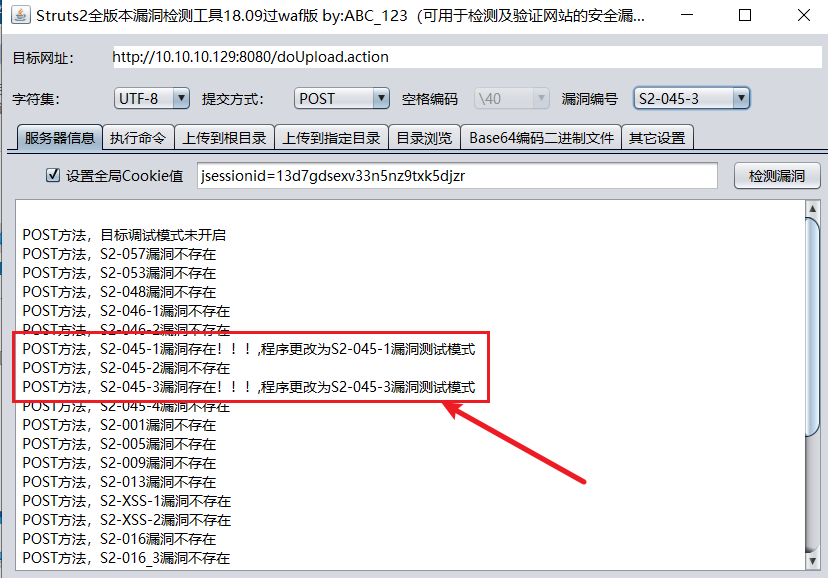 Struts2全版本漏洞检测工具18.09过waf版 by:ABC_123（可用于检测及验证网站的安全漏...
目标网址： http://10.10.10.129:8080/doUpload.action
字符集： UTF-8 提交方式： POST 空格编码 \40 漏洞编号 S2-045-3
服务器信息 执行命令 上传到根目录 上传到指定目录 目录浏览 Base64编码二进制文件 其它设置
设置全局Cookie值 jsessionid=13d7gdsexv33n5nz9txk5djzr 检测漏洞
POST方法，目标调试模式未开启
POST方法，S2-057漏洞不存在
POST方法，S2-053漏洞不存在
POST方法，S2-048漏洞不存在
POST方法，S2-046-1漏洞不存在
POST方法，S2-046-2漏洞不存在
POST方法，S2-045-1漏洞存在！！！,程序更改为S2-045-1漏洞测试模式
POST方法，S2-045-2漏洞不存在
POST方法，S2-045-3漏洞存在！！！,程序更改为S2-045-3漏洞测试模式
POST方法，S2-045-4漏洞不存在
POST方法，S2-001漏洞不存在
POST方法，S2-005漏洞不存在
POST方法，S2-009漏洞不存在
POST方法，S2-013漏洞不存在
POST方法，S2-XSS-1漏洞不存在
POST方法，S2-XSS-2漏洞不存在
POST方法，S2-016漏洞不存在
POST方法，S2-016_3漏洞不存在